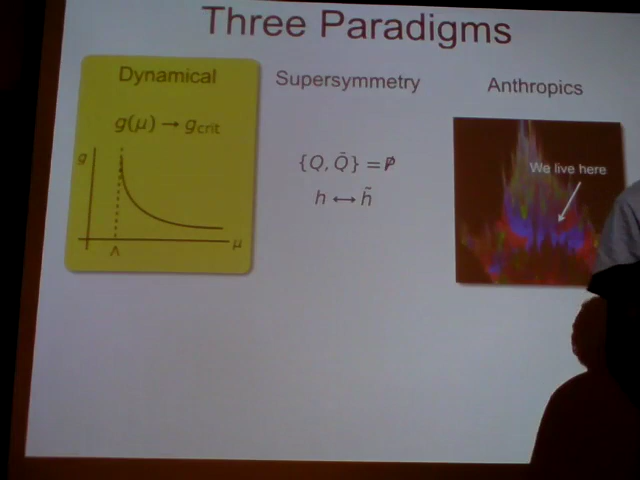 Three Paradigms
Dynamical
g(μ) → g_crit
g
Λ
μ
Supersymmetry
{Q, Q̄} = P̸
h ⟷ h̃
Anthropics
We live here